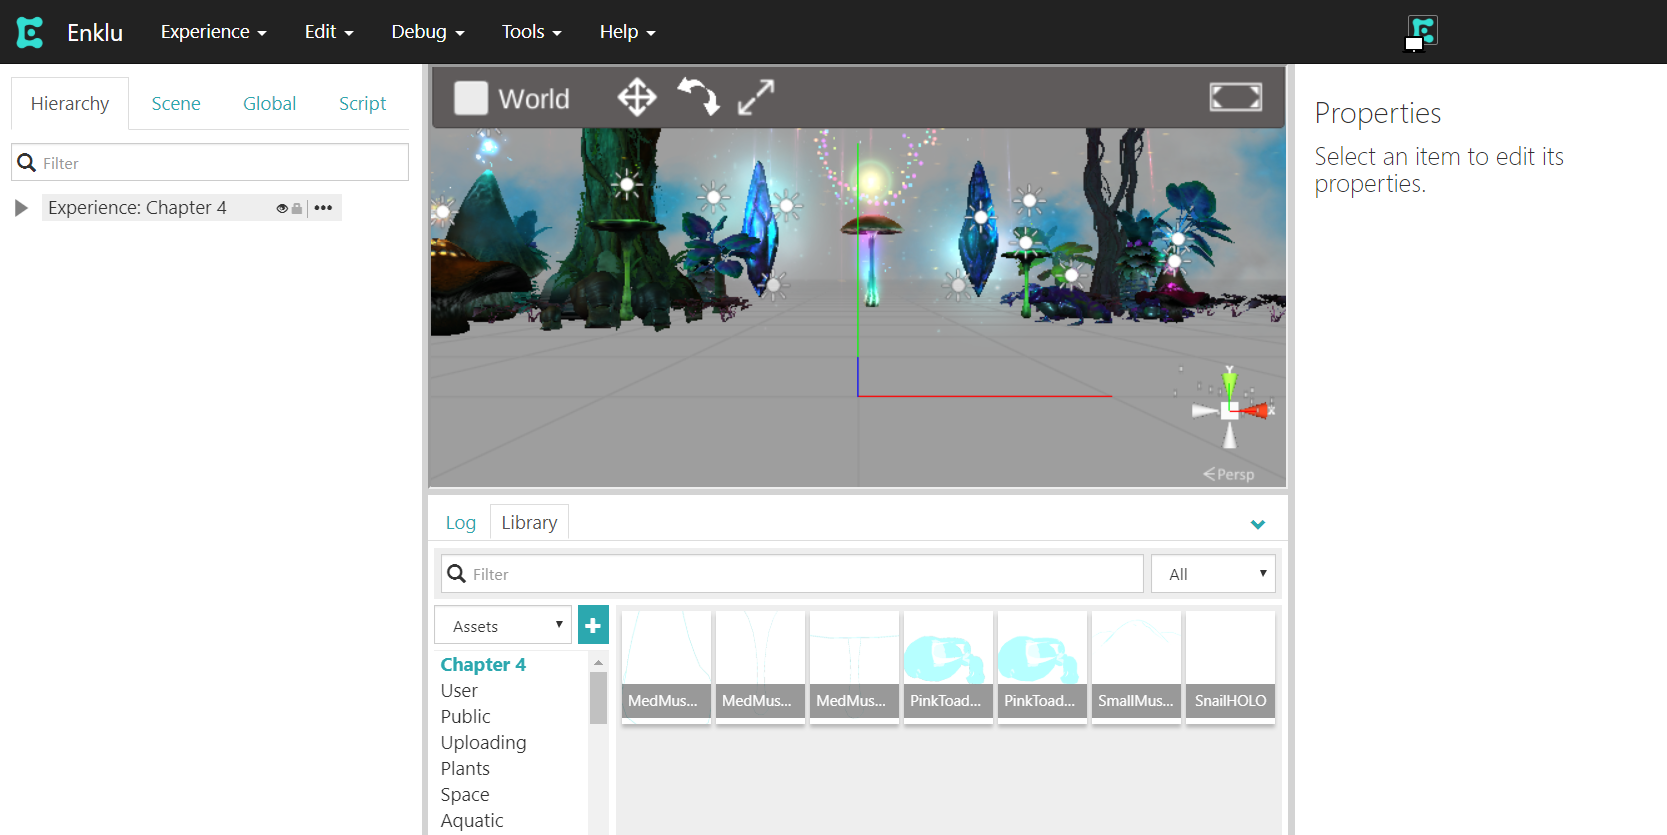 Enklu Experience Edit Debug Tools Help
Hierarchy Scene Global Script
Filter
Experience: Chapter 4
World
Y
X
Persp
Properties
Select an item to edit its
properties.
Log Library
Filter All
Assets
Chapter 4
User
Public
Uploading
Plants
Space
Aquatic
MedMus... MedMus... MedMus... PinkToad... PinkToad... SmallMus... SnailHOLO